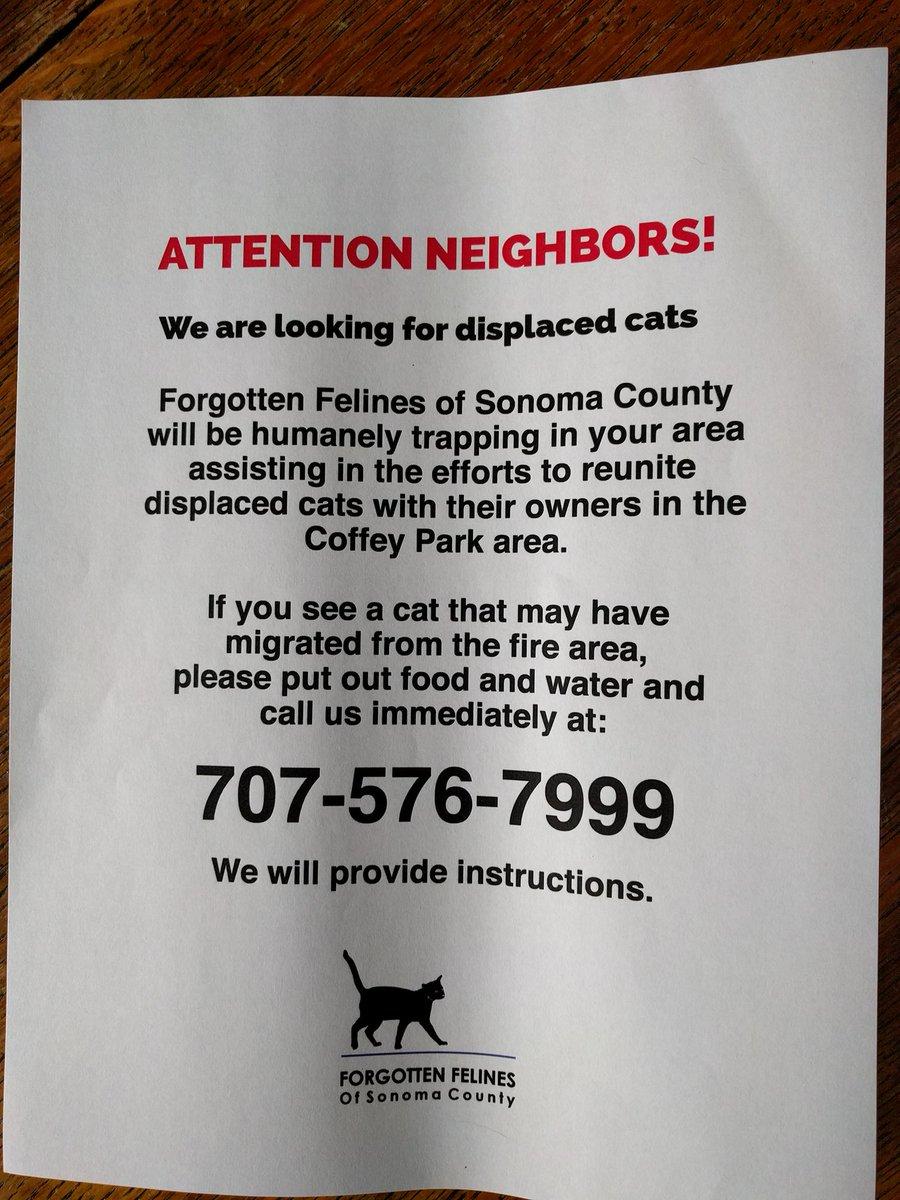 ATTENTION NEIGHBORS!
We are looking for displaced cats
Forgotten Felines of Sonoma County
will be humanely trapping in your area
assisting in the efforts to reunite
displaced cats with their owners in the
Coffey Park area.
If you see a cat that may have
migrated from the fire area,
please put out food and water and
call us immediately at:
707-576-7999
We will provide instructions.
FORGOTTEN FELINES
Of Sonoma County